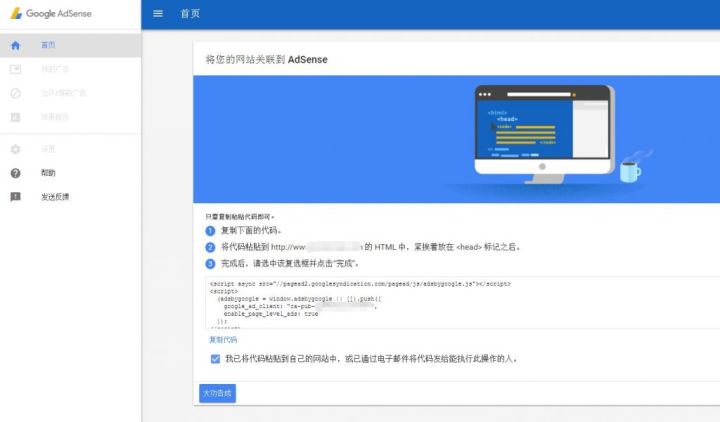 Google AdSense
首页
首页
我的广告
允许/屏蔽广告
效果报告
设置
帮助
发送反馈
将您的网站关联到 AdSense
<html>
<head>
<code>
</code>
只需复制粘贴代码即可。
1 复制下面的代码。
2 将代码粘贴到 http://ww 的 HTML 中，紧挨着放在 <head> 标记之后。
3 完成后，请选中该复选框并点击“完成”。
<script async src="//pagead2.googlesyndication.com/pagead/js/adsbygoogle.js"></script>
<script>
(adsbygoogle = window.adsbygoogle || []).push({
google_ad_client: "ca-pub-
enable_page_level_ads: true
});
复制代码
我已将代码粘贴到自己的网站中，或已通过电子邮件将代码发给能执行此操作的人。
大功告成